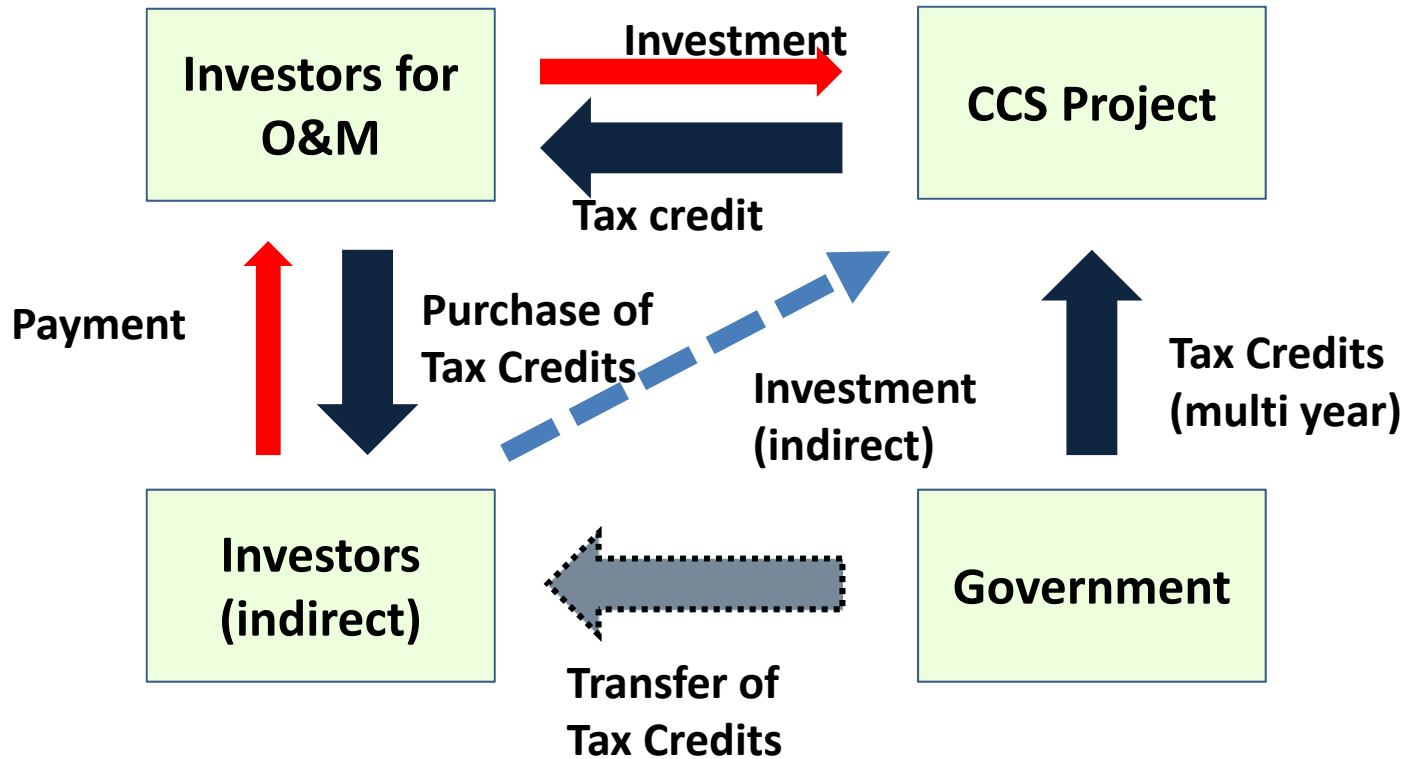 Investment
Investors for
O&M
CCS Project
Tax credit
Payment
Purchase of
Tax Credits
Investment
(indirect)
Tax Credits
(multi year)
Investors
(indirect)
Government
Transfer of
Tax Credits